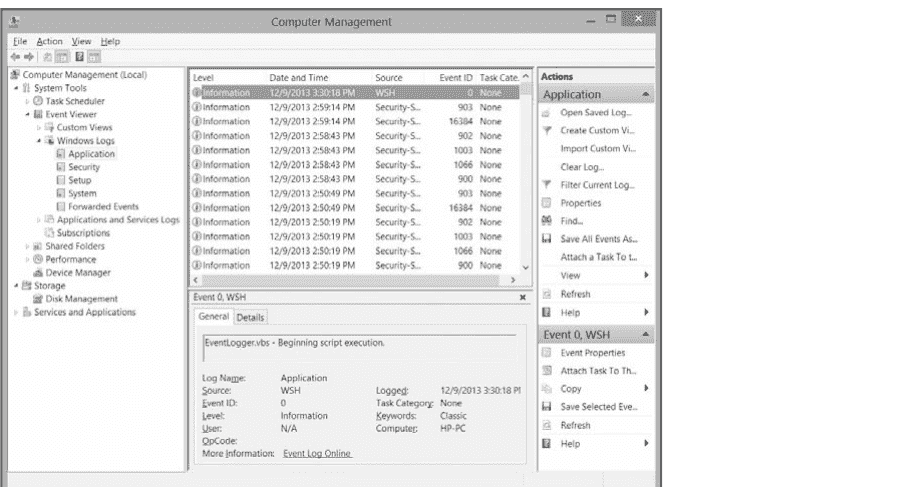 Computer Management
File Action View Help
Computer Management (Local)
System Tools
Task Scheduler
Event Viewer
Custom Views
Windows Logs
Application
Security
Setup
System
Forwarded Events
Applications and Services Logs
Subscriptions
Shared Folders
Performance
Device Manager
Storage
Disk Management
Services and Applications
Level Date and Time Source Event ID Task Cate.
Information 12/9/2013 3:30:18 PM WSH 0 None
Information 12/9/2013 2:59:14 PM Security-S... 903 None
Information 12/9/2013 2:59:14 PM Security-S... 16384 None
Information 12/9/2013 2:58:43 PM Security-S... 902 None
Information 12/9/2013 2:58:43 PM Security-S... 1003 None
Information 12/9/2013 2:58:43 PM Security-S... 1066 None
Information 12/9/2013 2:58:43 PM Security-S... 900 None
Information 12/9/2013 2:50:49 PM Security-S... 903 None
Information 12/9/2013 2:50:49 PM Security-S... 16384 None
Information 12/9/2013 2:50:19 PM Security-S... 902 None
Information 12/9/2013 2:50:19 PM Security-S... 1003 None
Information 12/9/2013 2:50:19 PM Security-S... 1066 None
Information 12/9/2013 2:50:19 PM Security-S... 900 None
Event 0, WSH
General Details
EventLogger.vbs - Beginning script execution.
Log Name: Application
Source: WSH Logged: 12/9/2013 3:30:18 PM
Event ID: 0 Task Category: None
Level: Information Keywords: Classic
User: N/A Computer: HP-PC
OpCode:
More Information: Event Log Online
Actions
Application
Open Saved Log...
Create Custom Vi...
Import Custom Vi...
Clear Log...
Filter Current Log...
Properties
Find...
Save All Events As...
Attach a Task To t...
View
Refresh
Help
Event 0, WSH
Event Properties
Attach Task To Th...
Copy
Save Selected Eve...
Refresh
Help